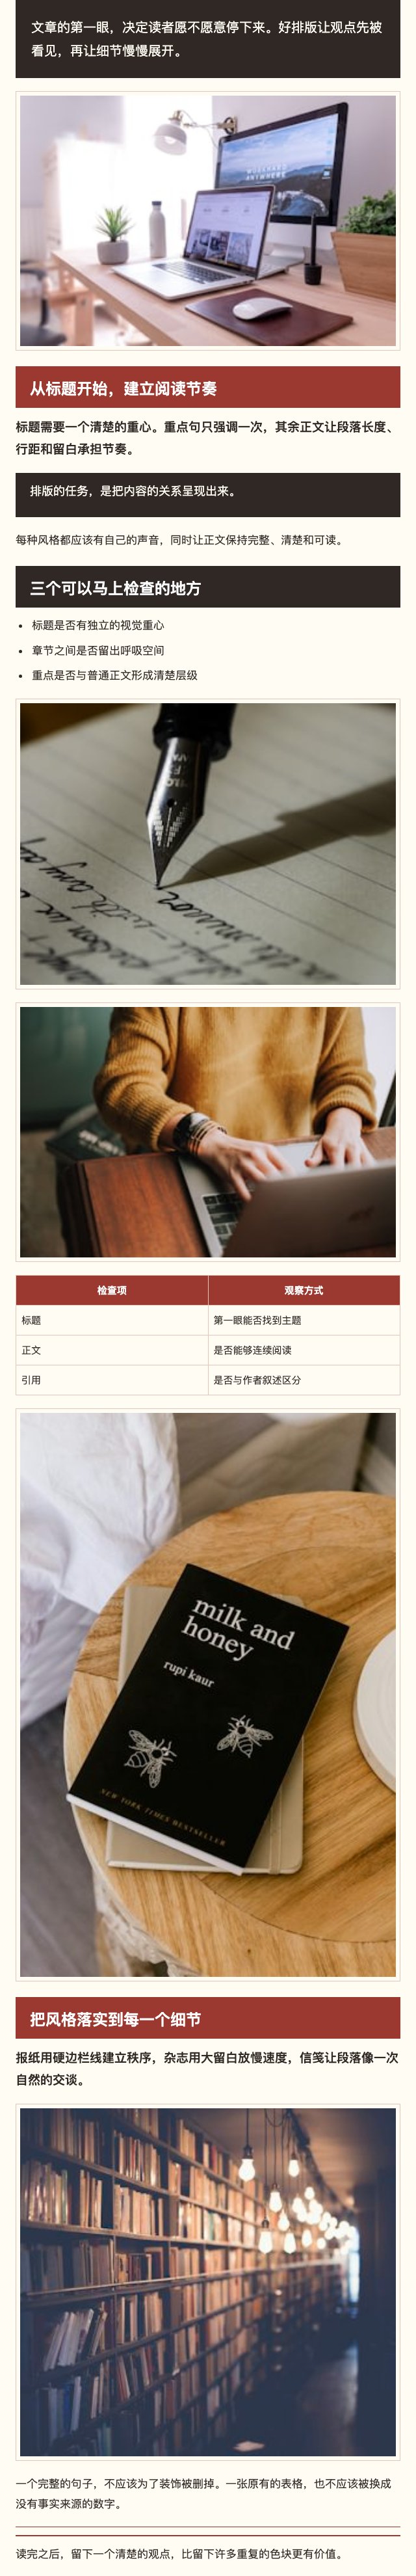 文章的第一眼，决定读者愿不愿意停下来。好排版让观点先被
看见，再让细节慢慢展开。
从标题开始，建立阅读节奏
标题需要一个清楚的重心。重点句只强调一次，其余正文让段落长度、
行距和留白承担节奏。
排版的任务，是把内容的关系呈现出来。
每种风格都应该有自己的声音，同时让正文保持完整、清楚和可读。
三个可以马上检查的地方
• 标题是否有独立的视觉重心
• 章节之间是否留出呼吸空间
• 重点是否与普通正文形成清楚层级
检查项 观察方式
标题 第一眼能否找到主题
正文 是否能够连续阅读
引用 是否与作者叙述区分
milk and
honey
rupi kaur
NEW YORK TIMES BESTSELLER
把风格落实到每一个细节
报纸用硬边栏线建立秩序，杂志用大留白放慢速度，信笺让段落像一次
自然的交谈。
一个完整的句子，不应该为了装饰被删掉。一张原有的表格，也不应该被换成
没有事实来源的数字。
读完之后，留下一个清楚的观点，比留下许多重复的色块更有价值。